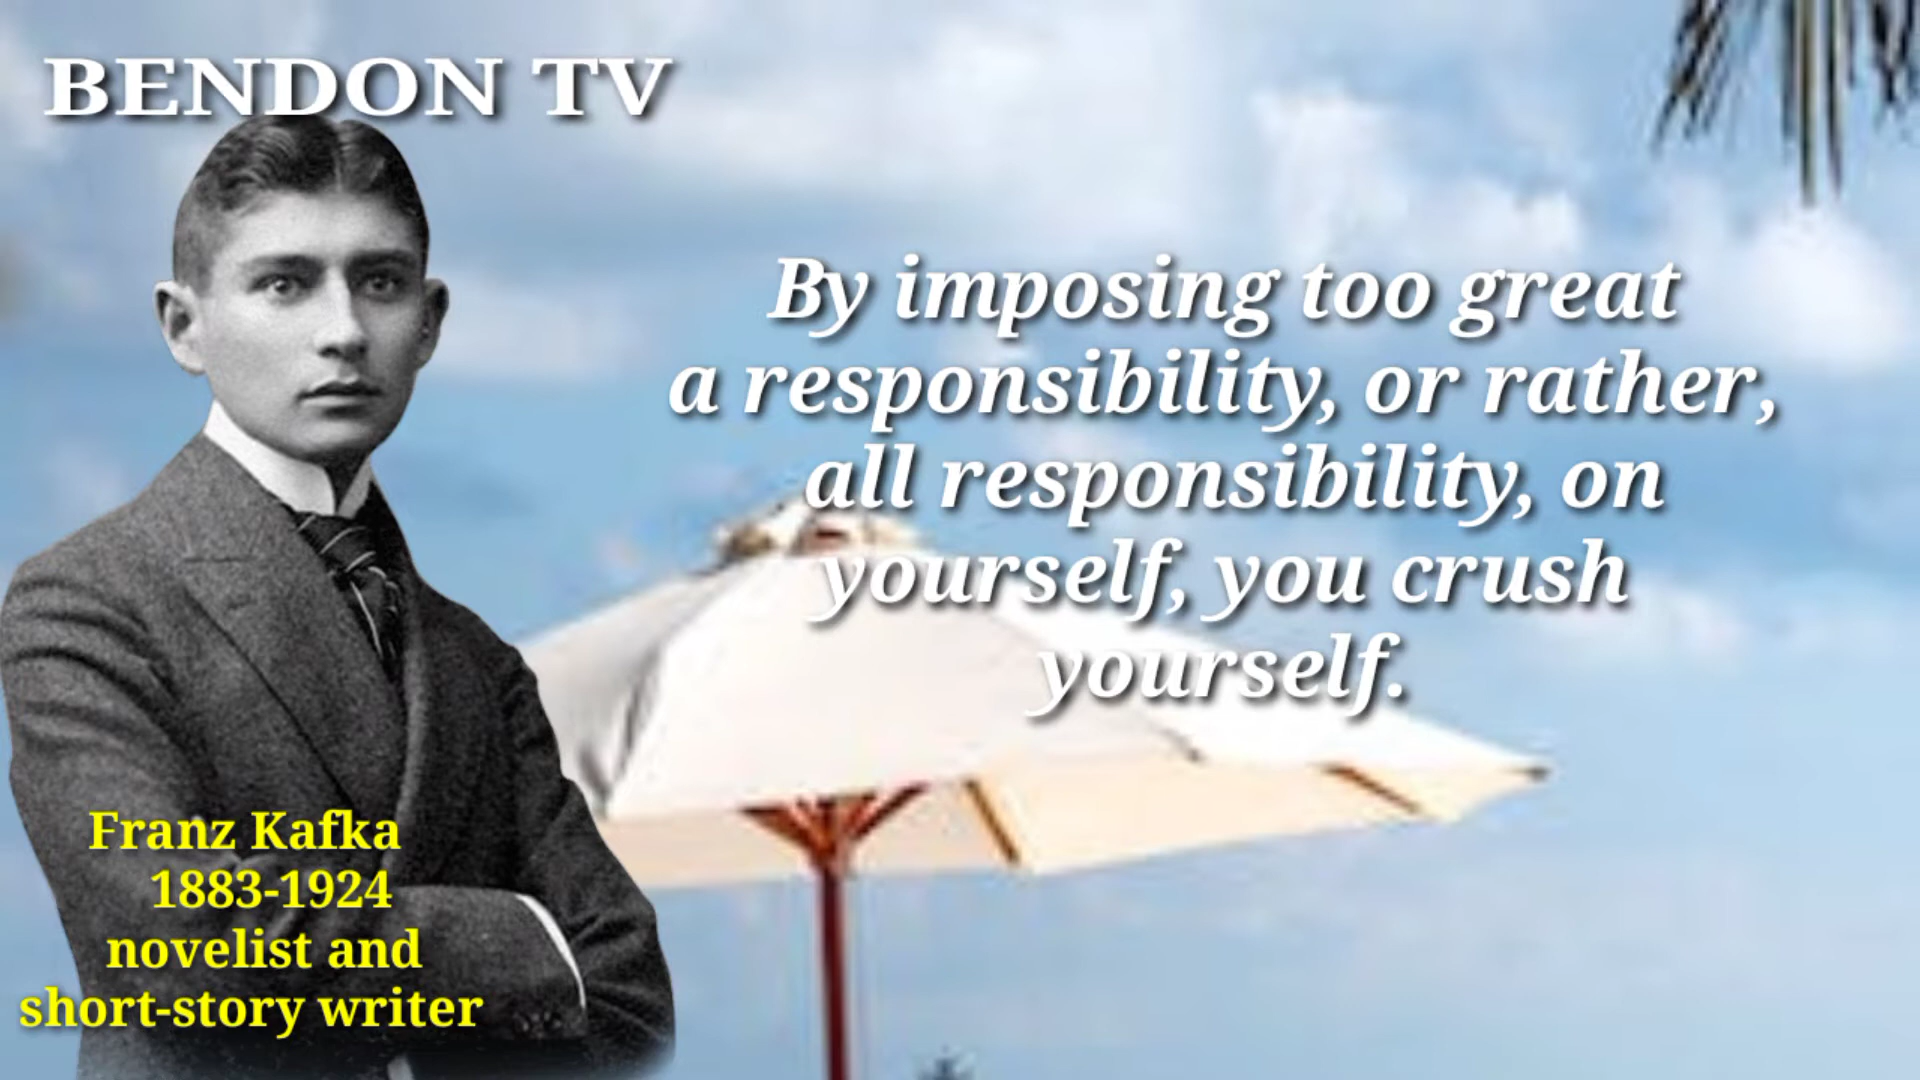 BENDON TV
By imposing too great
a responsibility, or rather,
all responsibility, on
yourself, you crush
yourself.
Franz Kafka
1883-1924
novelist and
short-story writer